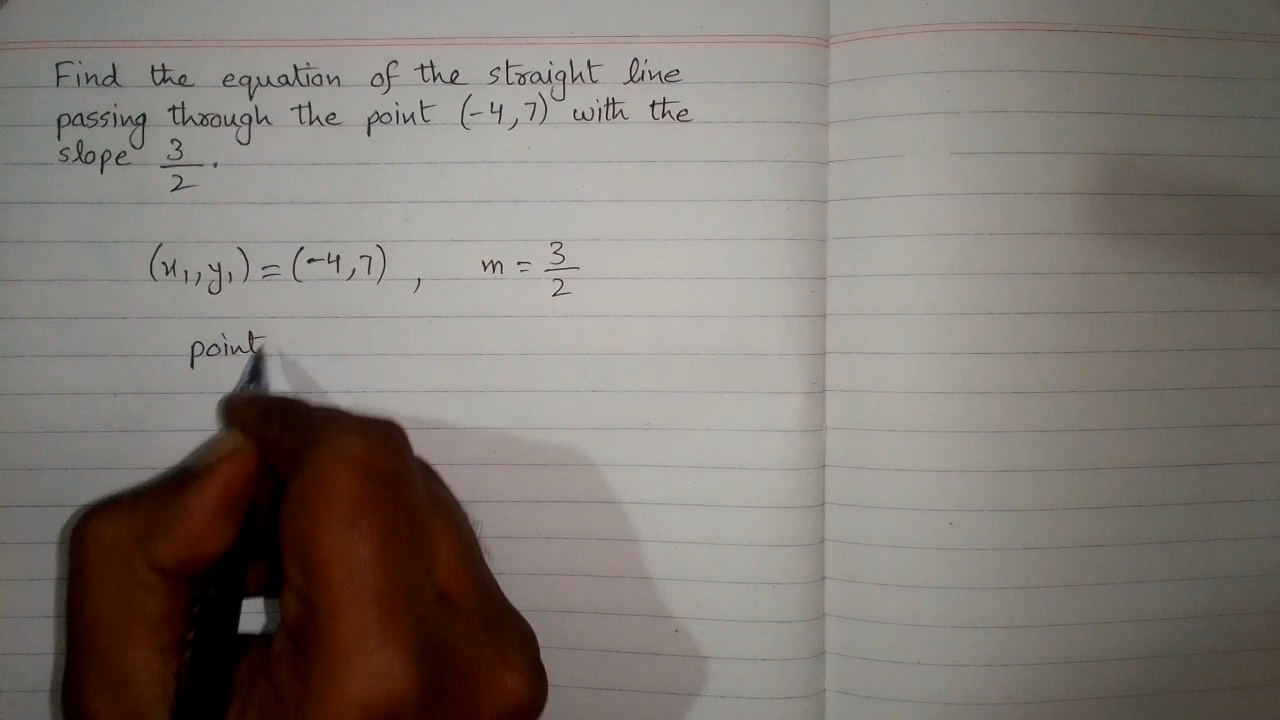 Find the equation of the straight line
passing through the point (-4,7) with the
slope 3/2.
(x₁,y₁)=(-4,7) , m = 3/2
point